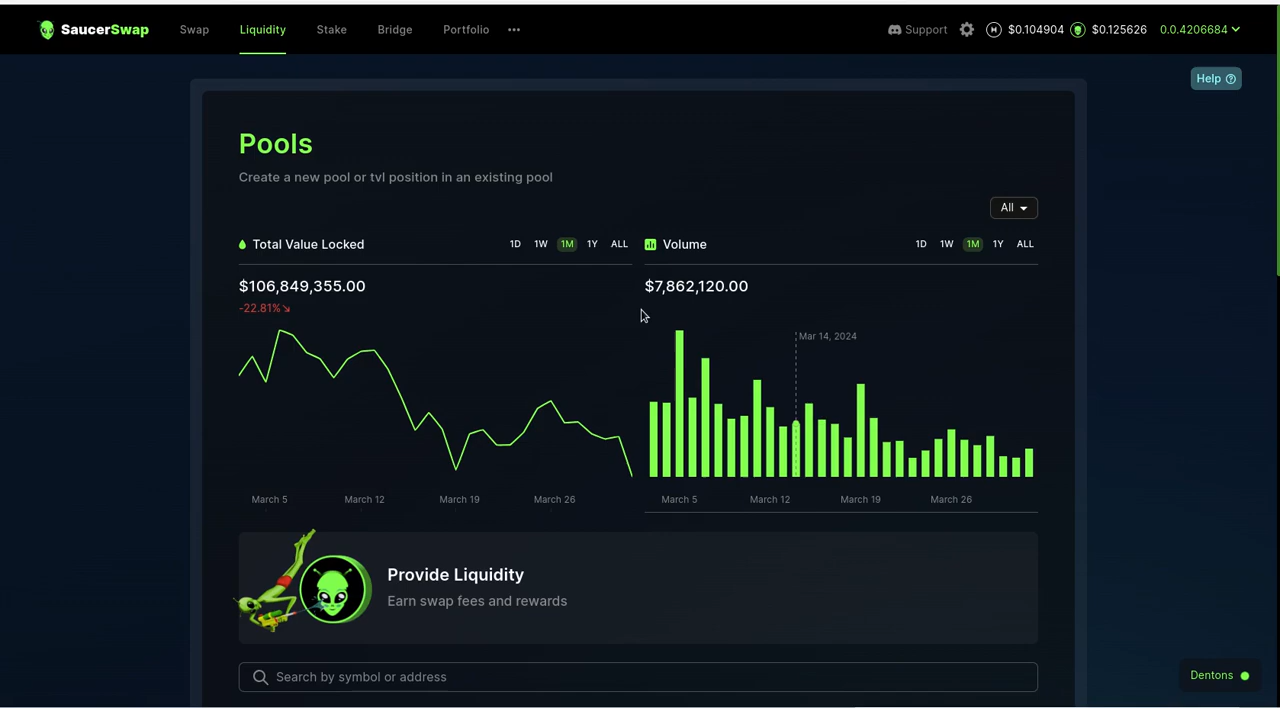 SaucerSwap Swap Liquidity Stake Bridge Portfolio ••• Support H $0.104904 $0.125626 0.0.4206684
Help ?
Pools
Create a new pool or tvl position in an existing pool
All
Total Value Locked 1D 1W 1M 1Y ALL
Volume 1D 1W 1M 1Y ALL
$106,849,355.00
-22.81%↘
$7,862,120.00
Mar 14, 2024
March 5 March 12 March 19 March 26
March 5 March 12 March 19 March 26
Provide Liquidity
Earn swap fees and rewards
Search by symbol or address
Dentons